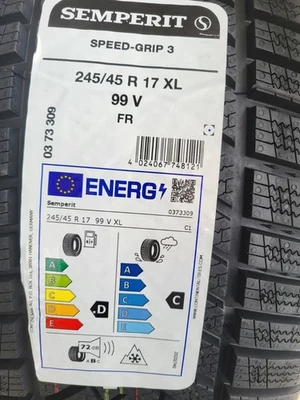 SEMPERIT S
SPEED-GRIP 3
245/45 R 17 XL
99 V
FR
03 73 309
4 024067 748121
ENERG
Semperit 0373309
245/45 R 17 99 V XL C1
A A
B B
C C
D D
E E
D C
72 dB
ABC